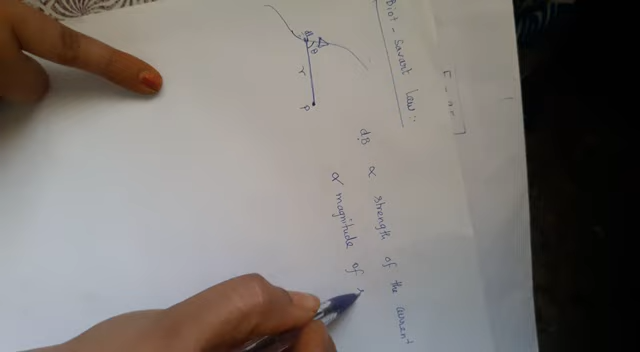 Biot - Savart Law :-
θ
r
P
dB ∝ strength of the current
∝ magnitude of